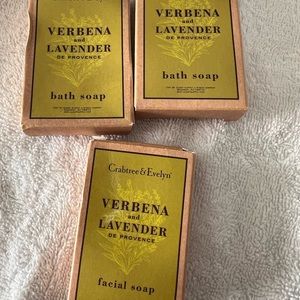 VERBENA
and
LAVENDER
DE PROVENCE
bath soap
VERBENA
and
LAVENDER
DE PROVENCE
bath soap
Crabtree & Evelyn
VERBENA
and
LAVENDER
DE PROVENCE
facial soap